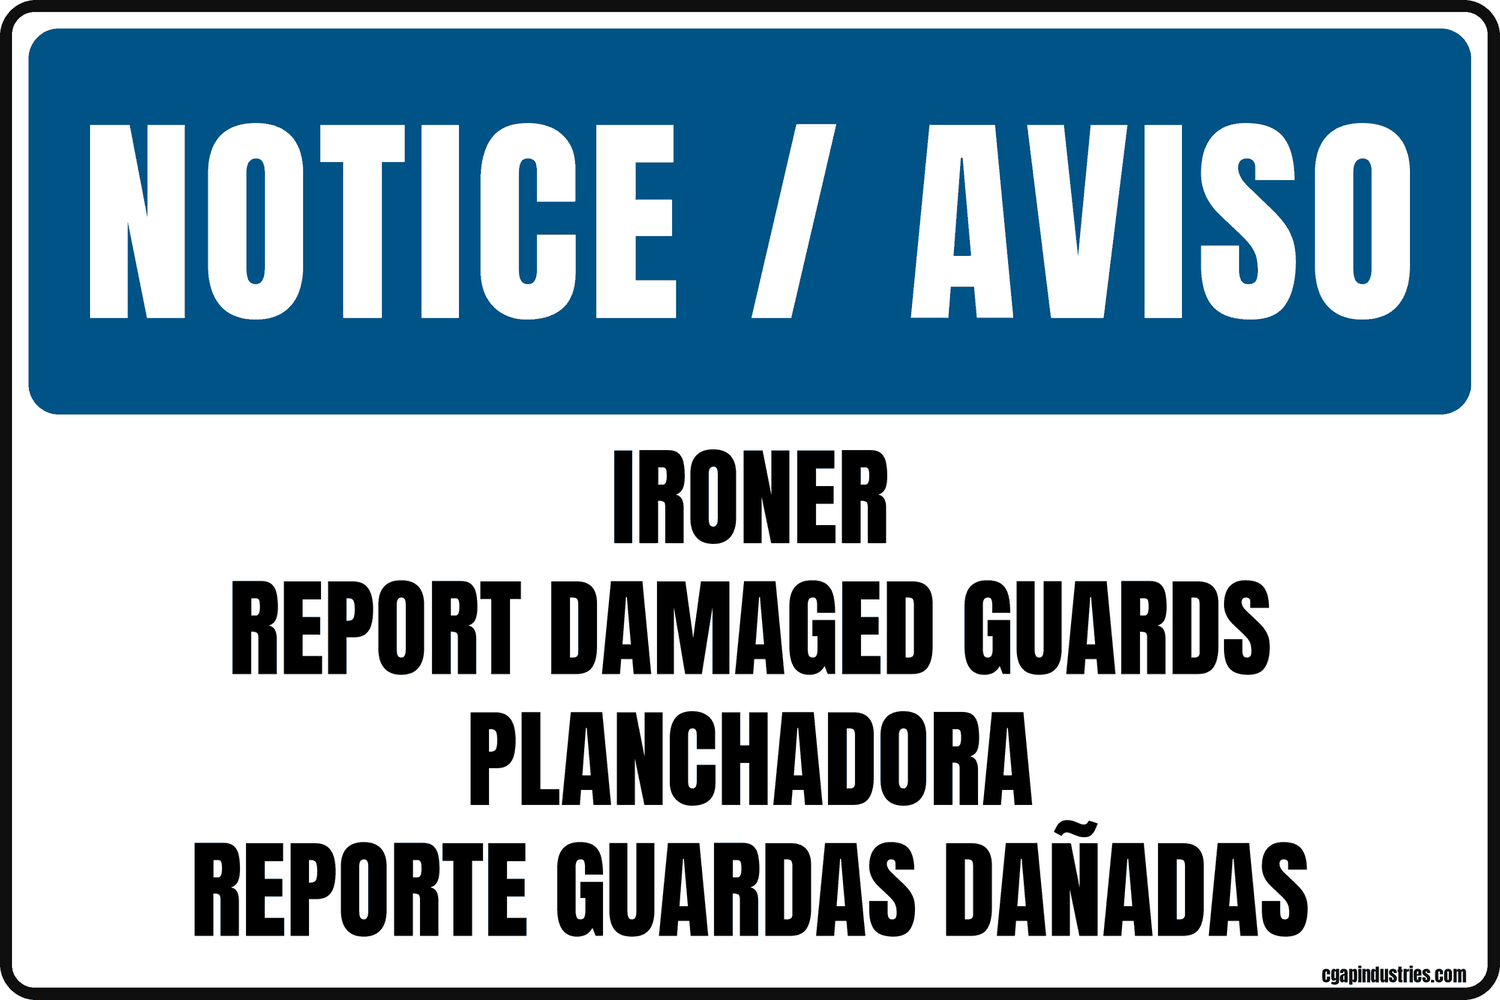 NOTICE / AVISO
IRONER
REPORT DAMAGED GUARDS
PLANCHADORA
REPORTE GUARDAS DAÑADAS
cgapindustries.com